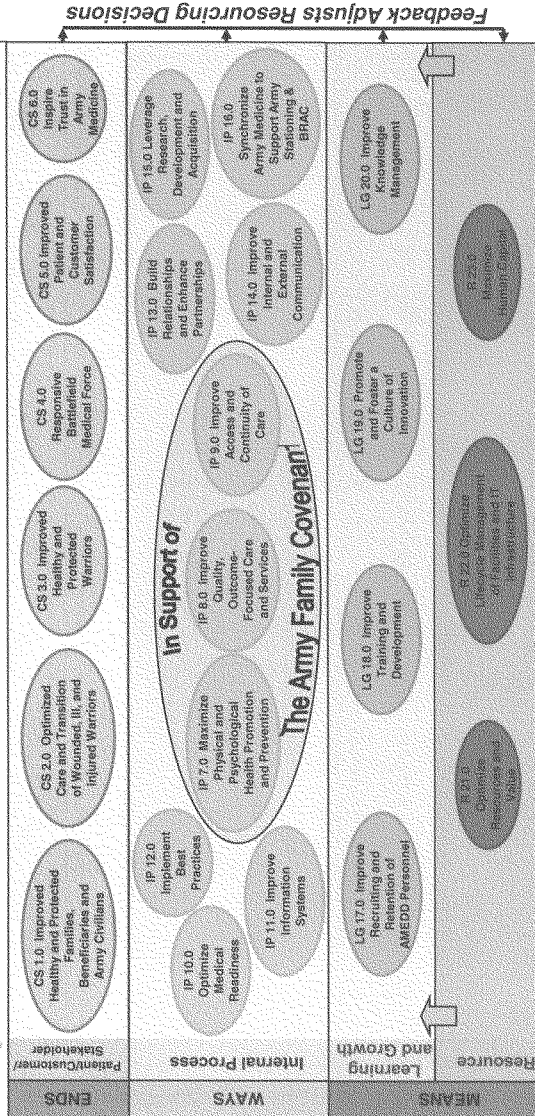 ENDS
Patient/Customer/
Stakeholder
CS 1.0 Improved
Healthy and Protected
Families,
Beneficiaries and
Army Civilians
CS 2.0 Optimized
Care and Transition
of Wounded, Ill, and
Injured Warriors
CS 3.0 Improved
Healthy and
Protected
Warriors
CS 4.0
Responsive
Battlefield
Medical Force
CS 5.0 Improved
Patient and
Customer
Satisfaction
CS 6.0
Inspire
Trust in
Army
Medicine
WAYS
Internal Process
IP 10.0
Optimize
Medical
Readiness
IP 12.0
Implement
Best
Practices
IP 11.0 Improve
Information
Systems
In Support of
IP 7.0 Maximize
Physical and
Psychological
Health Promotion
and Prevention
IP 8.0 Improve
Quality,
Outcome-
Focused Care
and Services
IP 9.0 Improve
Access and
Continuity of
Care
The Army Family Covenant
IP 13.0 Build
Relationships
and Enhance
Partnerships
IP 14.0 Improve
Internal and
External
Communication
IP 15.0 Leverage
Research,
Development and
Acquisition
IP 16.0
Synchronize
Army Medicine to
Support Army
Stationing &
BRAC
MEANS
Learning
and Growth
LG 17.0 Improve
Recruiting and
Retention of
AMEDD Personnel
LG 18.0 Improve
Training and
Development
LG 19.0 Promote
and Foster a
Culture of
Innovation
LG 20.0 Improve
Knowledge
Management
Resource
R 21.0
Optimize
Resources and
Value
Management
of Facilities and IT
Infrastructure
Human Capital
Feedback Adjusts Resourcing Decisions